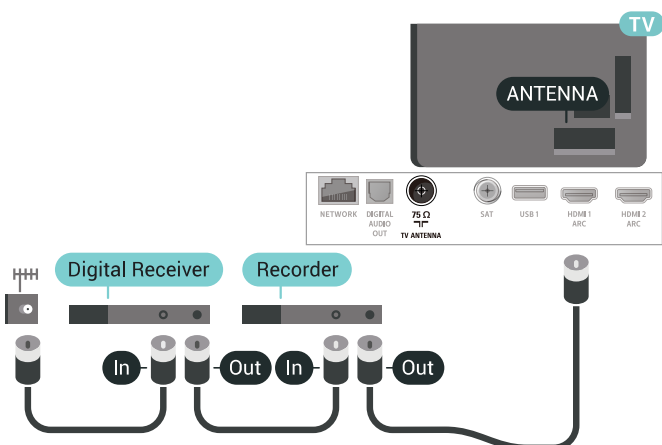 TV
ANTENNA
NETWORK
DIGITAL
AUDIO
OUT
75 Ω
TV ANTENNA
SAT
USB 1
HDMI 1
ARC
HDMI 2
ARC
Digital Receiver
Recorder
In
Out
In
Out